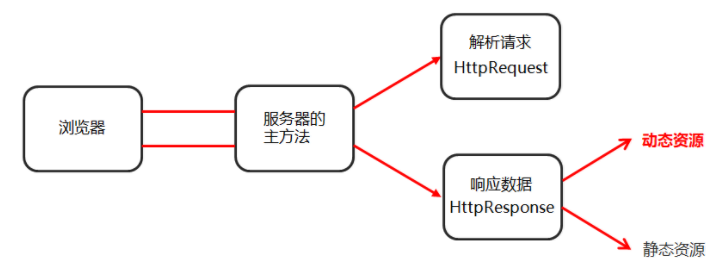 浏览器
服务器的
主方法
解析请求
HttpRequest
响应数据
HttpResponse
动态资源
静态资源